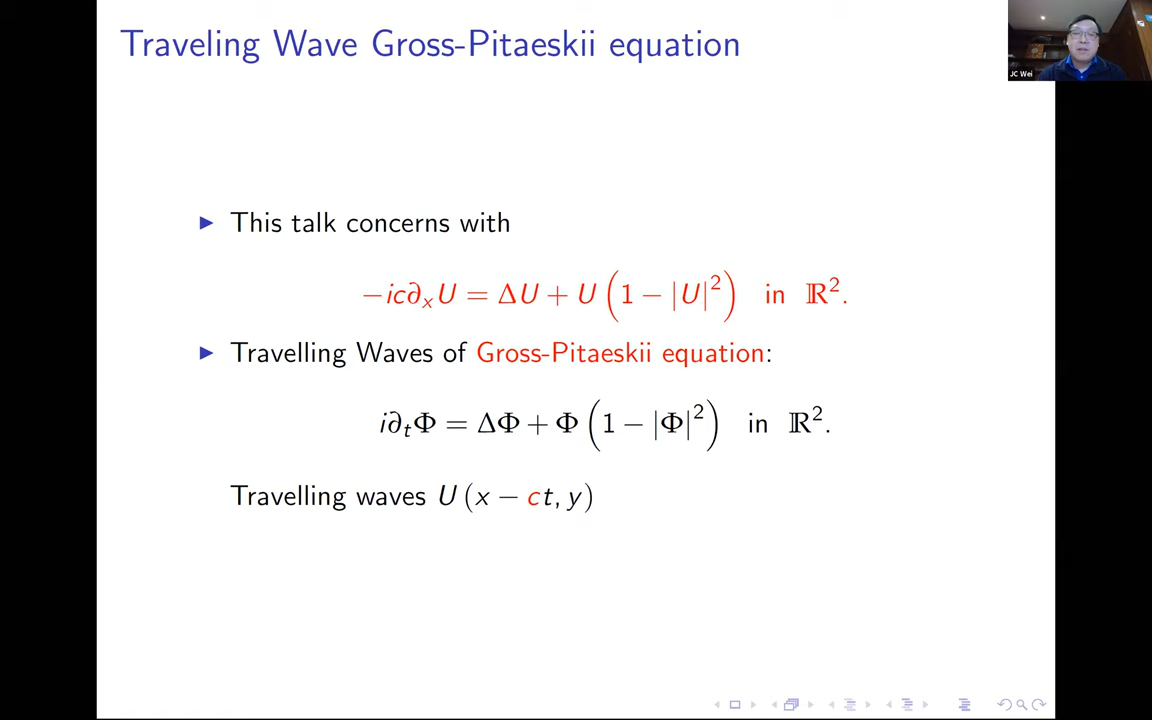 Traveling Wave Gross-Pitaeskii equation
JC Wei
▶ This talk concerns with
−ic∂ₓU = ΔU + U(1 − |U|²) in ℝ².
▶ Travelling Waves of Gross-Pitaeskii equation:
i∂ₜΦ = ΔΦ + Φ(1 − |Φ|²) in ℝ².
Travelling waves U(x − ct, y)